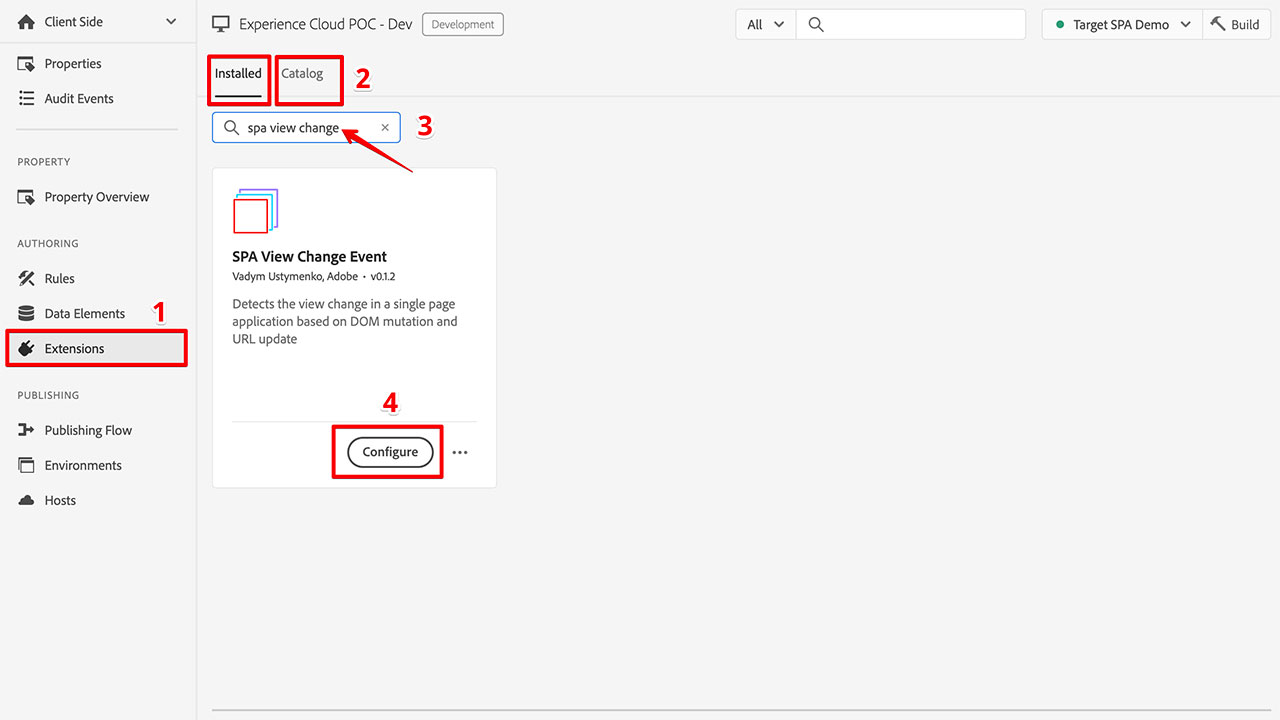 Client Side
Properties
Audit Events
PROPERTY
Property Overview
AUTHORING
Rules
Data Elements
1
Extensions
PUBLISHING
Publishing Flow
Environments
Hosts
Experience Cloud POC - Dev
Development
All
Target SPA Demo
Build
Installed
Catalog
2
spa view change
3
SPA View Change Event
Vadym Ustymenko, Adobe • v0.1.2
Detects the view change in a single page
application based on DOM mutation and
URL update
4
Configure